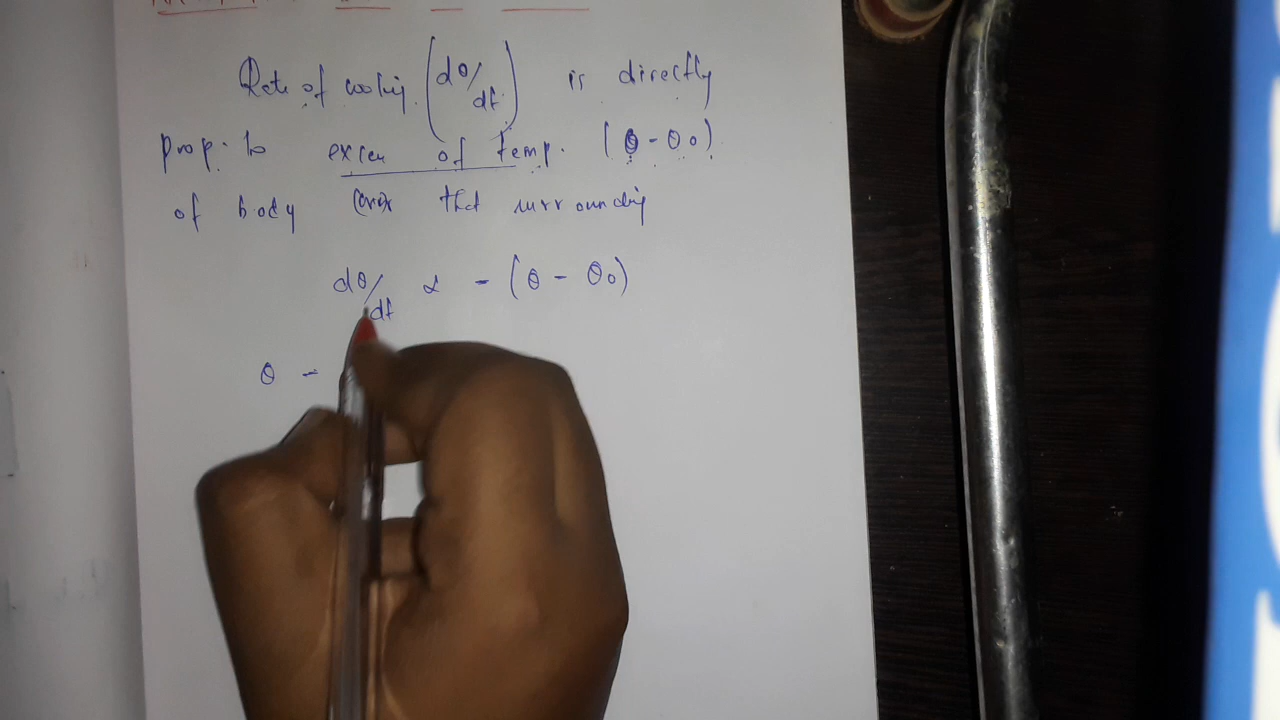 Rate of cooling (dθ/dt) is directly
prop. to excess of temp. (θ - θ0)
of body over that surrounding
dθ/dt ∝ - (θ - θ0)
θ -